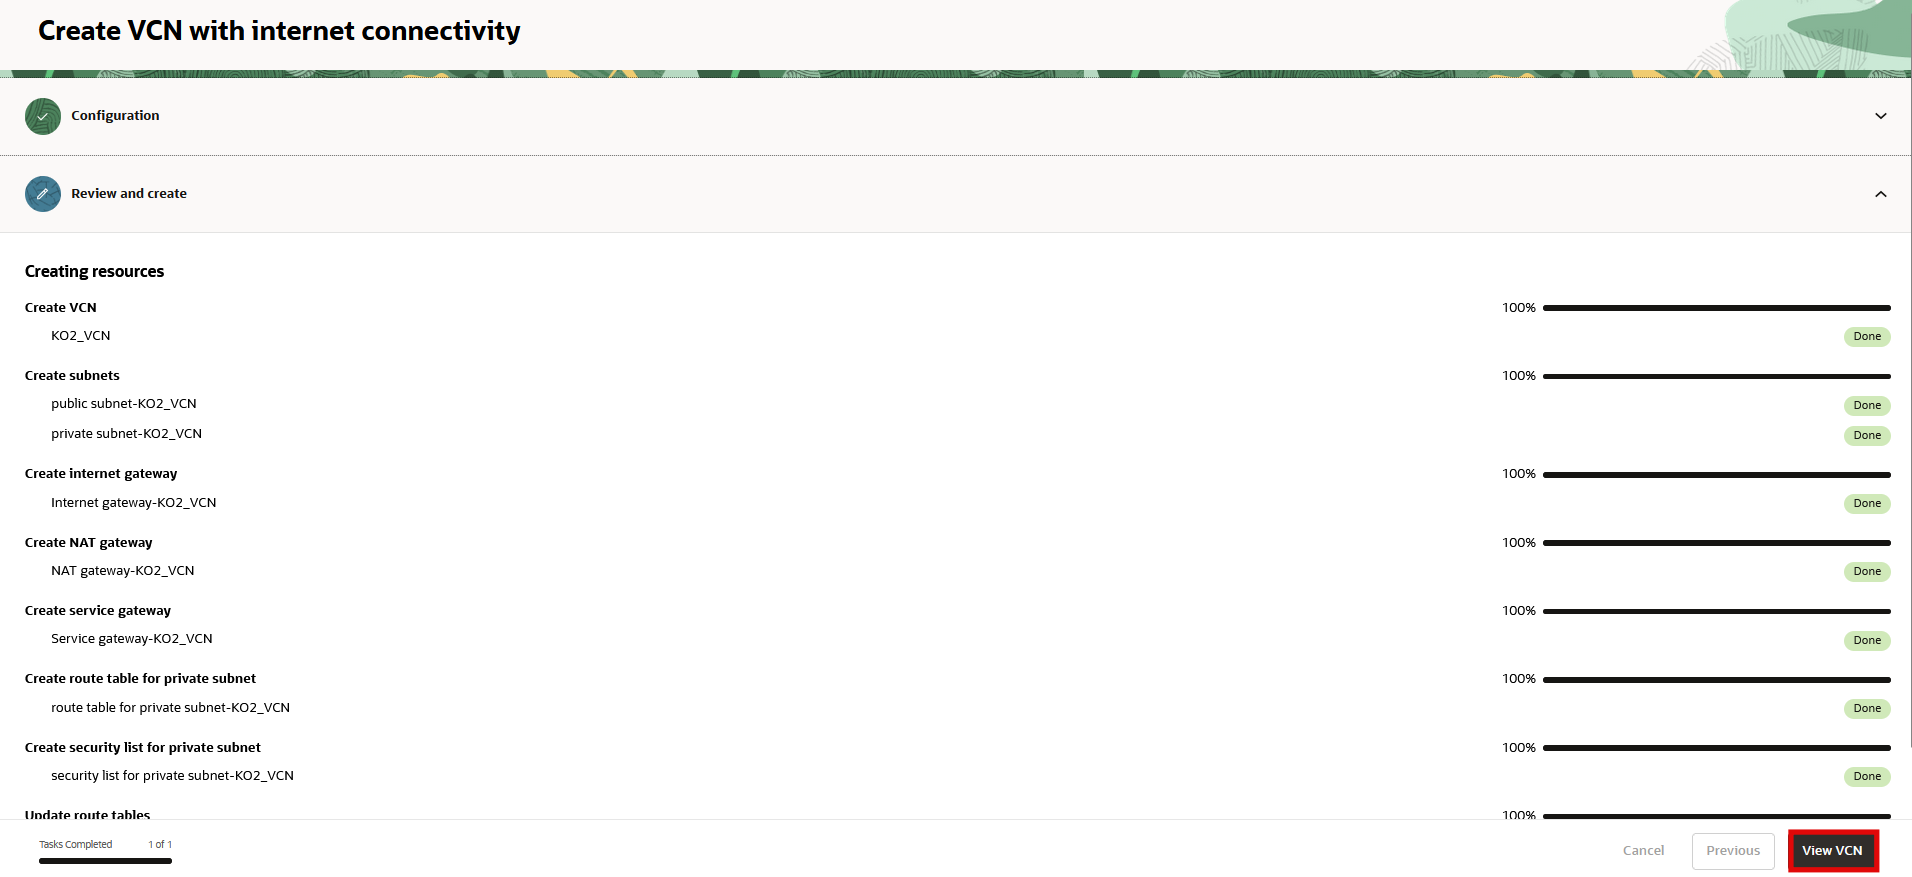 Create VCN with internet connectivity
Configuration
Review and create
Creating resources
Create VCN 100%
KO2_VCN Done
Create subnets 100%
public subnet-KO2_VCN Done
private subnet-KO2_VCN Done
Create internet gateway 100%
Internet gateway-KO2_VCN Done
Create NAT gateway 100%
NAT gateway-KO2_VCN Done
Create service gateway 100%
Service gateway-KO2_VCN Done
Create route table for private subnet 100%
route table for private subnet-KO2_VCN Done
Create security list for private subnet 100%
security list for private subnet-KO2_VCN Done
Update route tables 100%
Tasks Completed 1 of 1
Cancel Previous View VCN